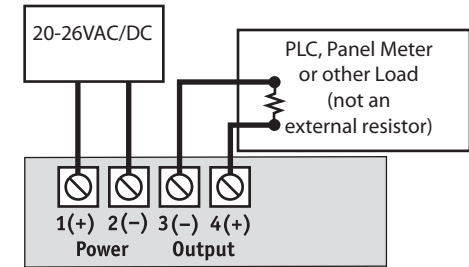 20-26VAC/DC
PLC, Panel Meter
or other Load
(not an
external resistor)
1(+) 2(−) 3(−) 4(+)
Power Output